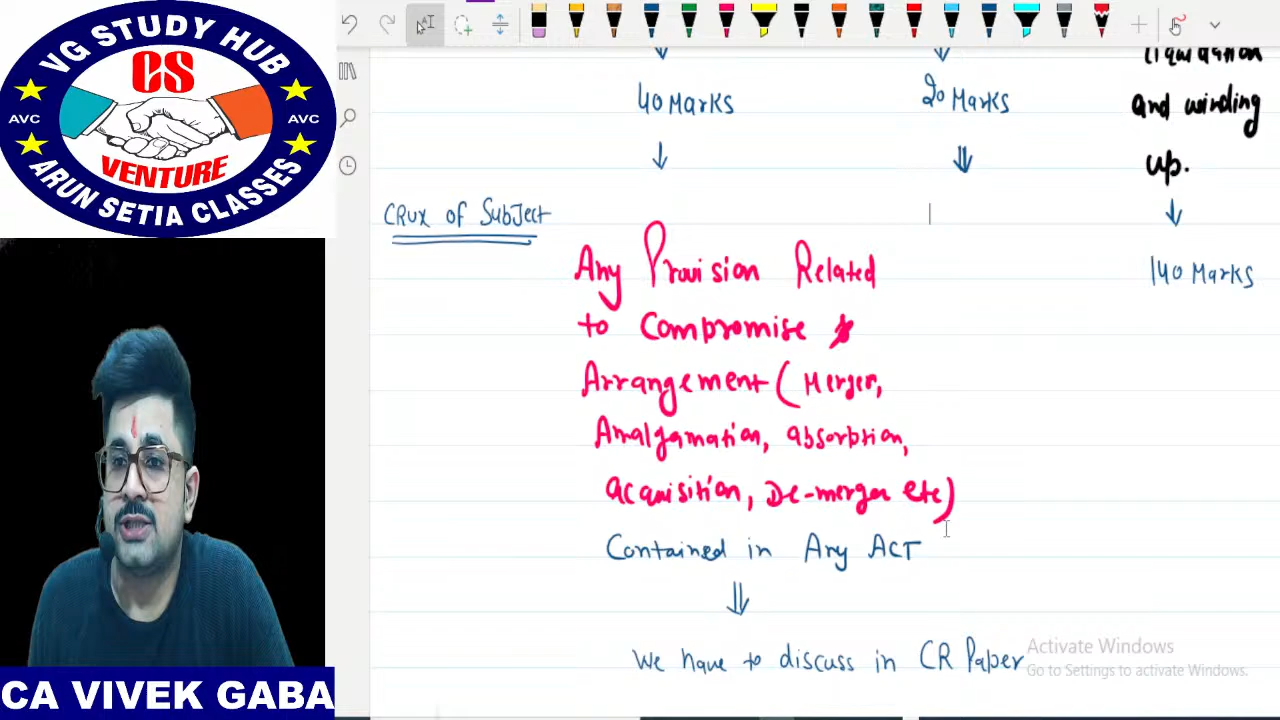 VG STUDY HUB
CS
AVC
AVC
VENTURE
ARUN SETIA CLASSES
liquidation
40 Marks
20 Marks
and winding
up.
CRUX of SubJect
140 Marks
Any Provision Related
to Compromise &
Arrangement (Merger,
Amalgamation, absorption,
acquisition, De-merger etc)
Contained in Any ACT
We have to discuss in CR Paper
Activate Windows
Go to Settings to activate Windows.
CA VIVEK GABA